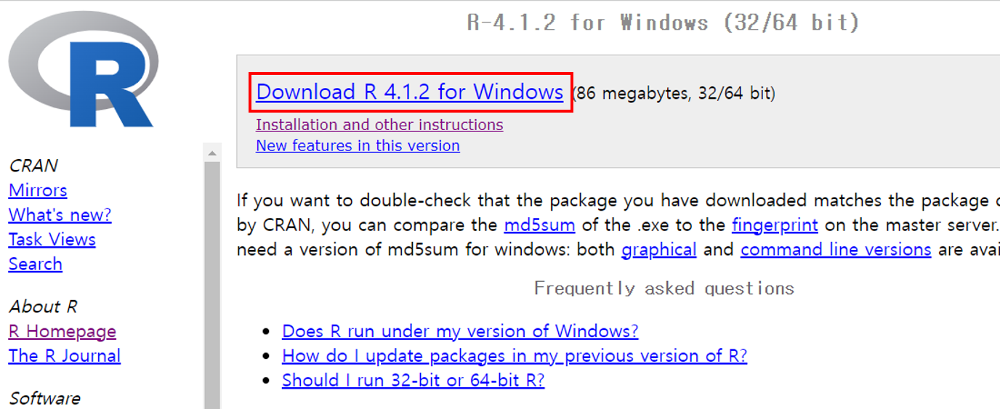 R-4.1.2 for Windows (32/64 bit)
R
Download R 4.1.2 for Windows (86 megabytes, 32/64 bit)
Installation and other instructions
New features in this version
CRAN
Mirrors
What's new?
Task Views
Search
About R
R Homepage
The R Journal
Software
If you want to double-check that the package you have downloaded matches the package
by CRAN, you can compare the md5sum of the .exe to the fingerprint on the master server.
need a version of md5sum for windows: both graphical and command line versions are
Frequently asked questions
• Does R run under my version of Windows?
• How do I update packages in my previous version of R?
• Should I run 32-bit or 64-bit R?